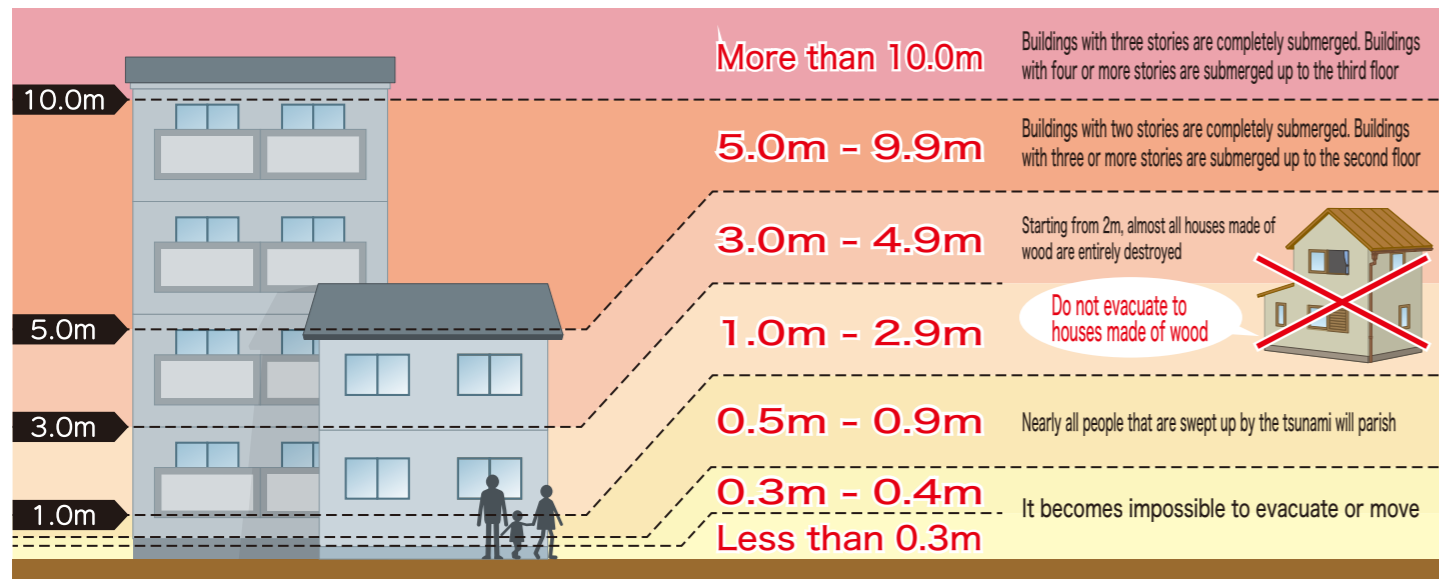 10.0m
5.0m
3.0m
1.0m
More than 10.0m
Buildings with three stories are completely submerged. Buildings
with four or more stories are submerged up to the third floor
5.0m - 9.9m
Buildings with two stories are completely submerged. Buildings
with three or more stories are submerged up to the second floor
3.0m - 4.9m
Starting from 2m, almost all houses made of
wood are entirely destroyed
1.0m - 2.9m
Do not evacuate to
houses made of wood
0.5m - 0.9m
Nearly all people that are swept up by the tsunami will parish
0.3m - 0.4m
Less than 0.3m
It becomes impossible to evacuate or move